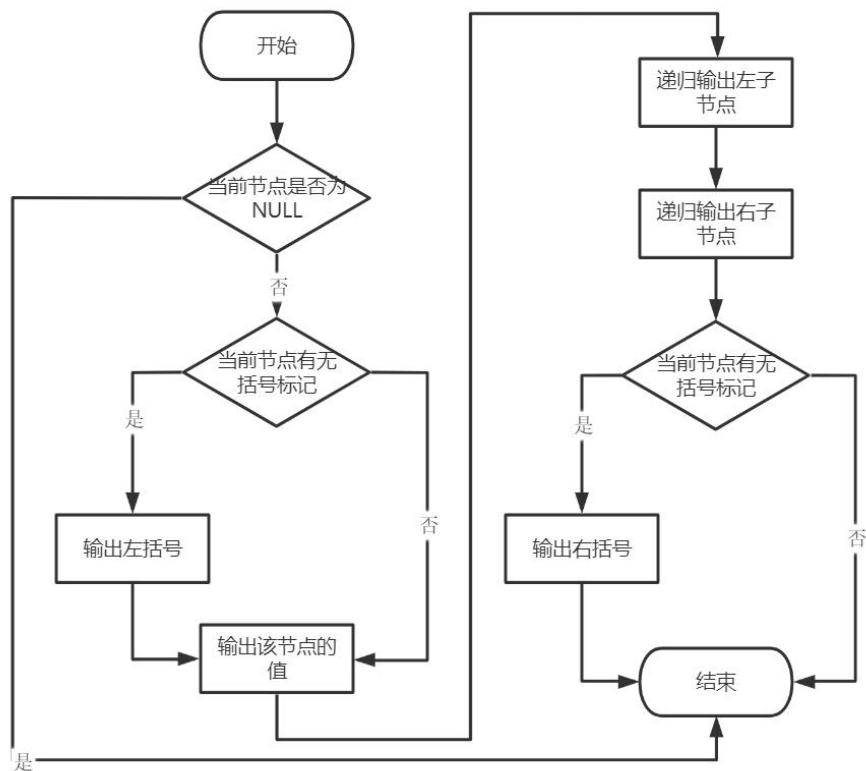 开始
当前节点是否为
NULL
否
当前节点有无
括号标记
是
否
输出左括号
输出该节点的
值
是
递归输出左子
节点
递归输出右子
节点
当前节点有无
括号标记
是
否
输出右括号
结束